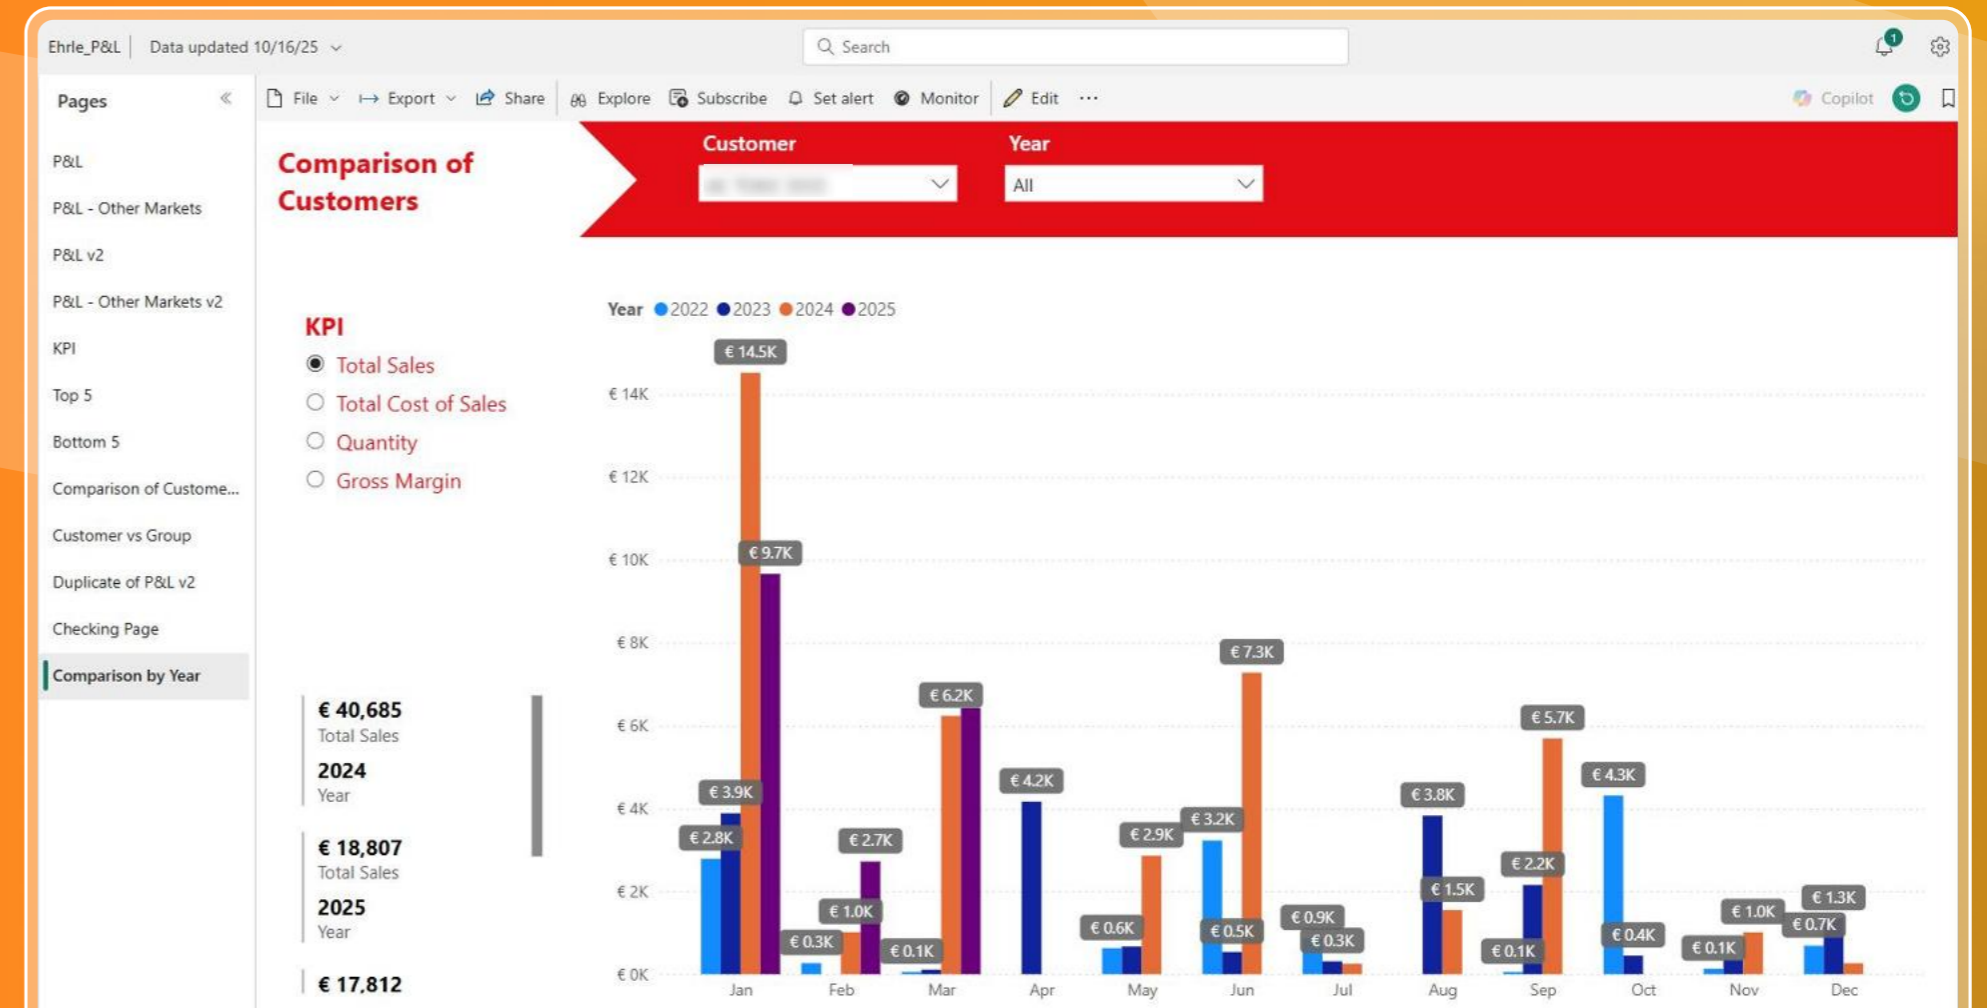 Ehrle_P&L
Data updated 10/16/25
Search
1
Pages
File
Export
Share
Explore
Subscribe
Set alert
Monitor
Edit
Copilot
P&L
P&L - Other Markets
P&L v2
P&L - Other Markets v2
KPI
Top 5
Bottom 5
Comparison of Custome...
Customer vs Group
Duplicate of P&L v2
Checking Page
Comparison by Year
Comparison of
Customers
Customer
Year
All
KPI
Total Sales
Total Cost of Sales
Quantity
Gross Margin
€ 40,685
Total Sales
2024
Year
€ 18,807
Total Sales
2025
Year
€ 17,812
Year 2022 2023 2024 2025
€ 14K
€ 12K
€ 10K
€ 8K
€ 6K
€ 4K
€ 2K
€ 0K
€ 14.5K
€ 9.7K
€ 3.9K
€ 2.8K
€ 2.7K
€ 1.0K
€ 0.3K
€ 6.2K
€ 0.1K
€ 4.2K
€ 2.9K
€ 0.6K
€ 7.3K
€ 3.2K
€ 0.5K
€ 0.9K
€ 0.3K
€ 3.8K
€ 1.5K
€ 5.7K
€ 2.2K
€ 0.1K
€ 4.3K
€ 0.4K
€ 1.0K
€ 0.1K
€ 1.3K
€ 0.7K
Jan
Feb
Mar
Apr
May
Jun
Jul
Aug
Sep
Oct
Nov
Dec